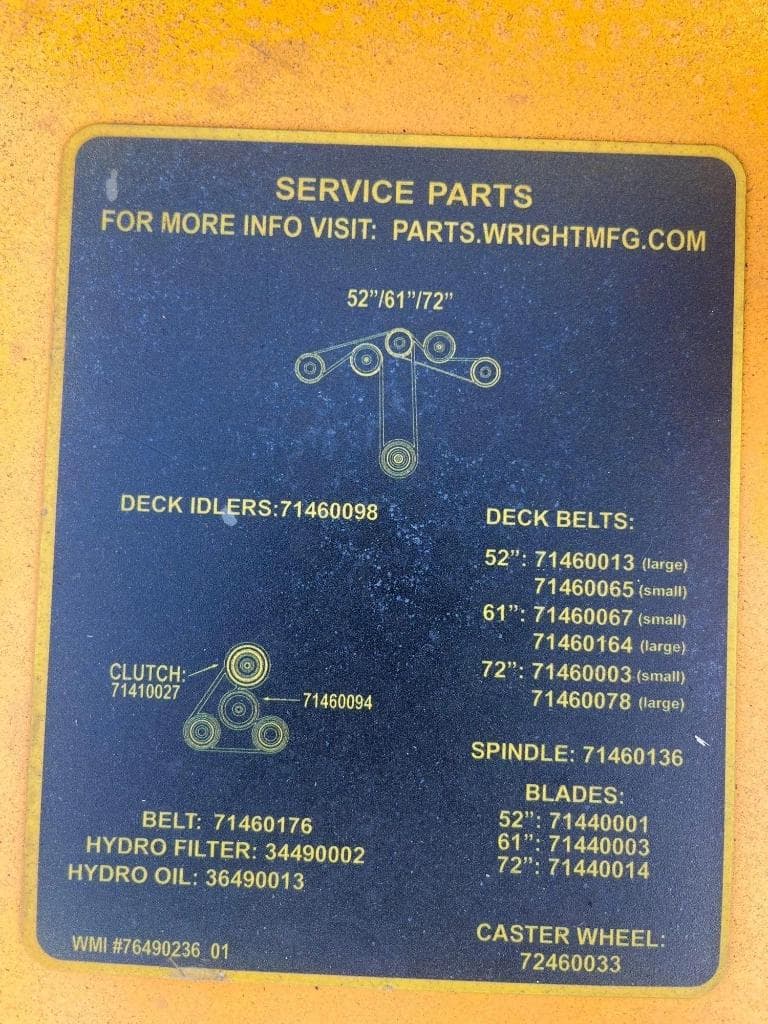 SERVICE PARTS
FOR MORE INFO VISIT: PARTS.WRIGHTMFG.COM
52”/61”/72”
DECK IDLERS:71460098
DECK BELTS:
52”: 71460013 (large)
71460065 (small)
61”: 71460067 (small)
71460164 (large)
72”: 71460003 (small)
71460078 (large)
CLUTCH:
71410027
71460094
SPINDLE: 71460136
BLADES:
52”: 71440001
61”: 71440003
72”: 71440014
BELT: 71460176
HYDRO FILTER: 34490002
HYDRO OIL: 36490013
WMI #76490236_01
CASTER WHEEL:
72460033